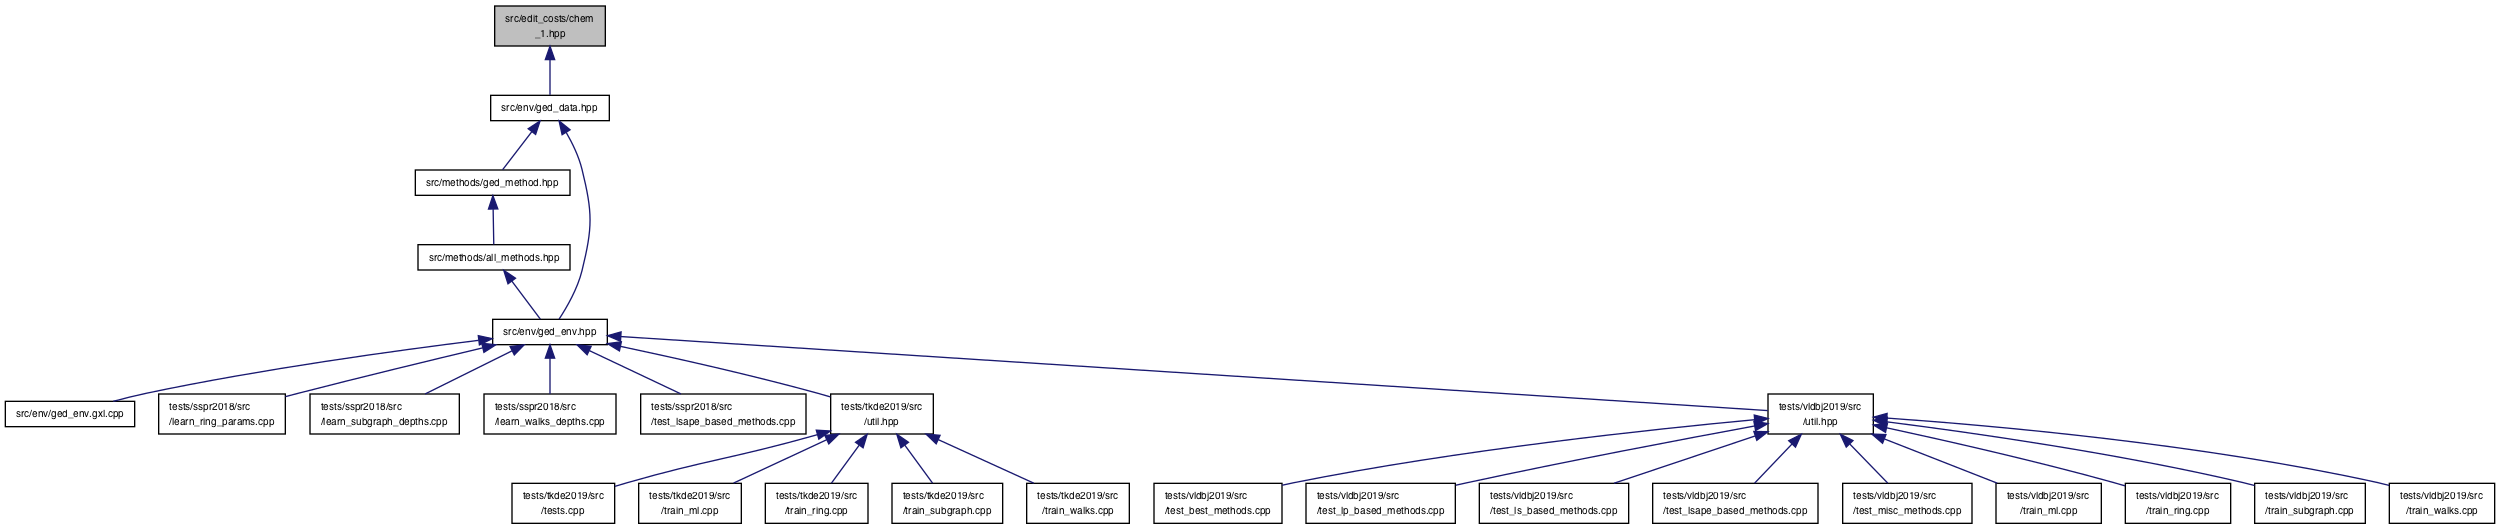 src/edit_costs/chem
_1.hpp
src/env/ged_data.hpp
src/methods/ged_method.hpp
src/methods/all_methods.hpp
src/env/ged_env.hpp
src/env/ged_env.gxl.cpp
tests/sspr2018/src
/learn_ring_params.cpp
tests/sspr2018/src
/learn_subgraph_depths.cpp
tests/sspr2018/src
/learn_walks_depths.cpp
tests/sspr2018/src
/test_lsape_based_methods.cpp
tests/tkde2019/src
/util.hpp
tests/vldbj2019/src
/util.hpp
tests/tkde2019/src
/tests.cpp
tests/tkde2019/src
/train_ml.cpp
tests/tkde2019/src
/train_ring.cpp
tests/tkde2019/src
/train_subgraph.cpp
tests/tkde2019/src
/train_walks.cpp
tests/vldbj2019/src
/test_best_methods.cpp
tests/vldbj2019/src
/test_lp_based_methods.cpp
tests/vldbj2019/src
/test_ls_based_methods.cpp
tests/vldbj2019/src
/test_lsape_based_methods.cpp
tests/vldbj2019/src
/test_misc_methods.cpp
tests/vldbj2019/src
/train_ml.cpp
tests/vldbj2019/src
/train_ring.cpp
tests/vldbj2019/src
/train_subgraph.cpp
tests/vldbj2019/src
/train_walks.cpp